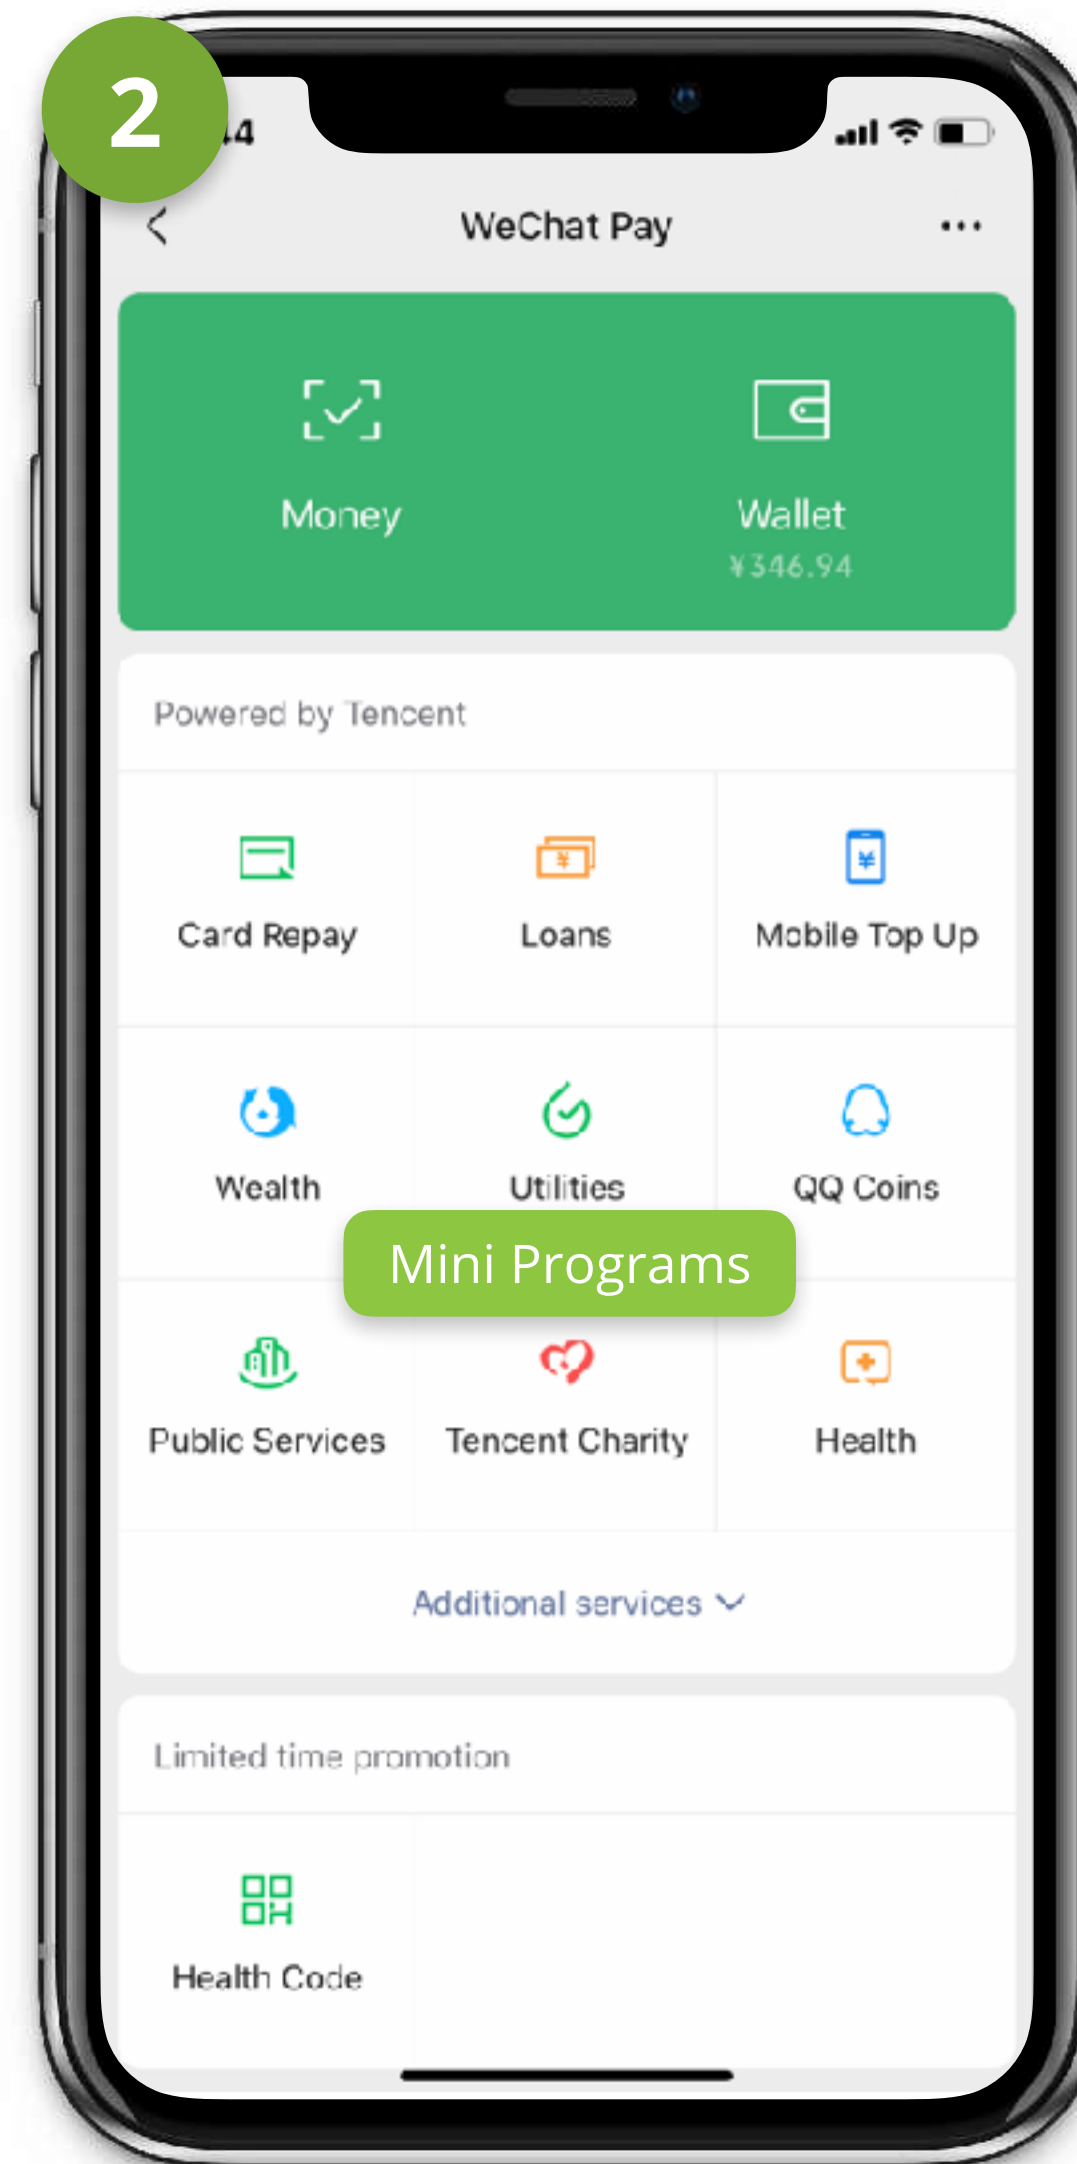 2
.4
WeChat Pay
Money
Wallet
¥346.94
Powered by Tencent
Card Repay
Loans
Mobile Top Up
Wealth
Utilities
QQ Coins
Mini Programs
Public Services
Tencent Charity
Health
Additional services
Limited time promotion
Health Code